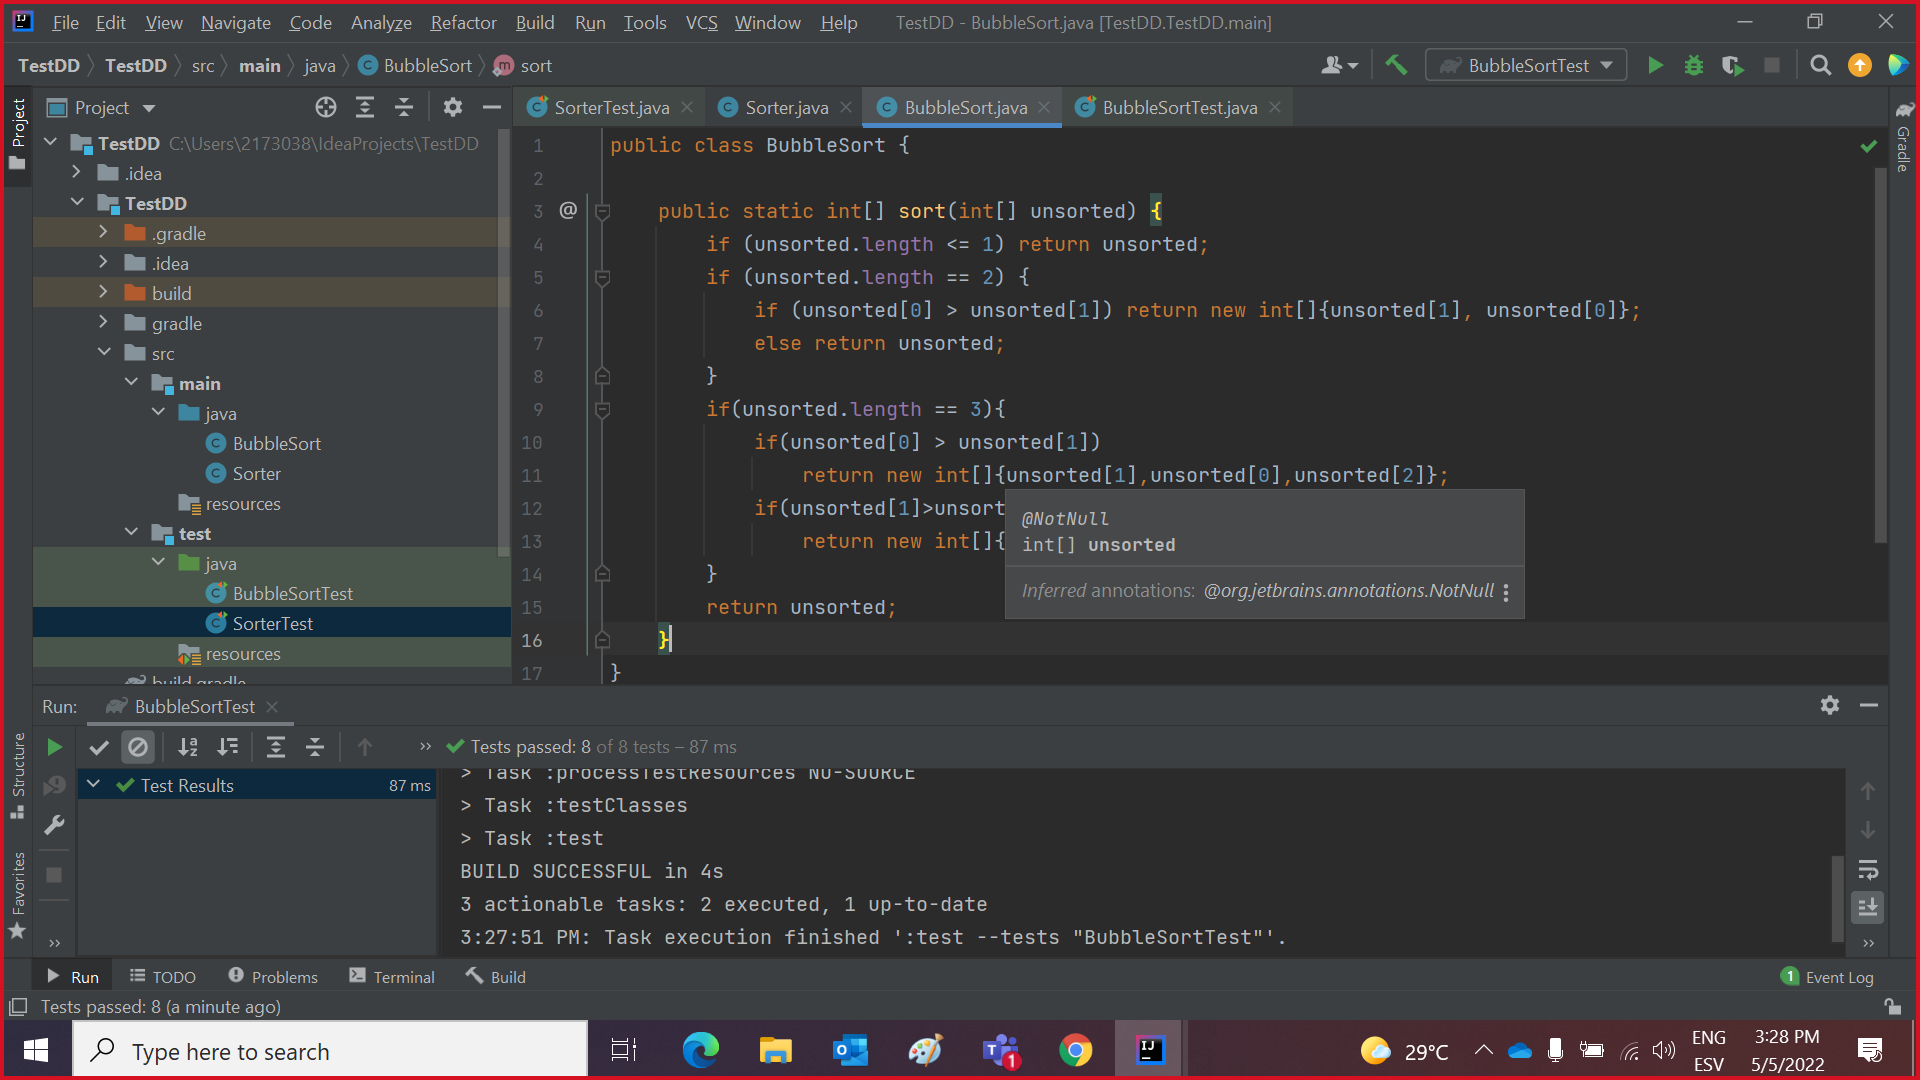 File Edit View Navigate Code Analyze Refactor Build Run Tools VCS Window Help TestDD - BubbleSort.java [TestDD.TestDD.main]
TestDD TestDD src main java BubbleSort sort BubbleSortTest
Project
SorterTest.java Sorter.java BubbleSort.java BubbleSortTest.java
Project
TestDD C:\Users\2173038\IdeaProjects\TestDD
.idea
TestDD
.gradle
.idea
build
gradle
src
main
java
BubbleSort
Sorter
resources
test
java
BubbleSortTest
SorterTest
resources
build.gradle
Structure
Favorites
Gradle
1 public class BubbleSort {
2
3 @ public static int[] sort(int[] unsorted) {
4 if (unsorted.length <= 1) return unsorted;
5 if (unsorted.length == 2) {
6 if (unsorted[0] > unsorted[1]) return new int[]{unsorted[1], unsorted[0]};
7 else return unsorted;
8 }
9 if(unsorted.length == 3){
10 if(unsorted[0] > unsorted[1])
11 return new int[]{unsorted[1],unsorted[0],unsorted[2]};
12 if(unsorted[1]>unsort
13 return new int[]{
14 }
15 return unsorted;
16 }
17 }
@NotNull
int[] unsorted
Inferred annotations: @org.jetbrains.annotations.NotNull
Run: BubbleSortTest
Tests passed: 8 of 8 tests – 87 ms
Test Results 87 ms
> Task :processTestResources NO-SOURCE
> Task :testClasses
> Task :test
BUILD SUCCESSFUL in 4s
3 actionable tasks: 2 executed, 1 up-to-date
3:27:51 PM: Task execution finished ':test --tests "BubbleSortTest"'.
Run TODO Problems Terminal Build 1 Event Log
Tests passed: 8 (a minute ago)
Type here to search
1
29°C
ENG
ESV
3:28 PM
5/5/2022